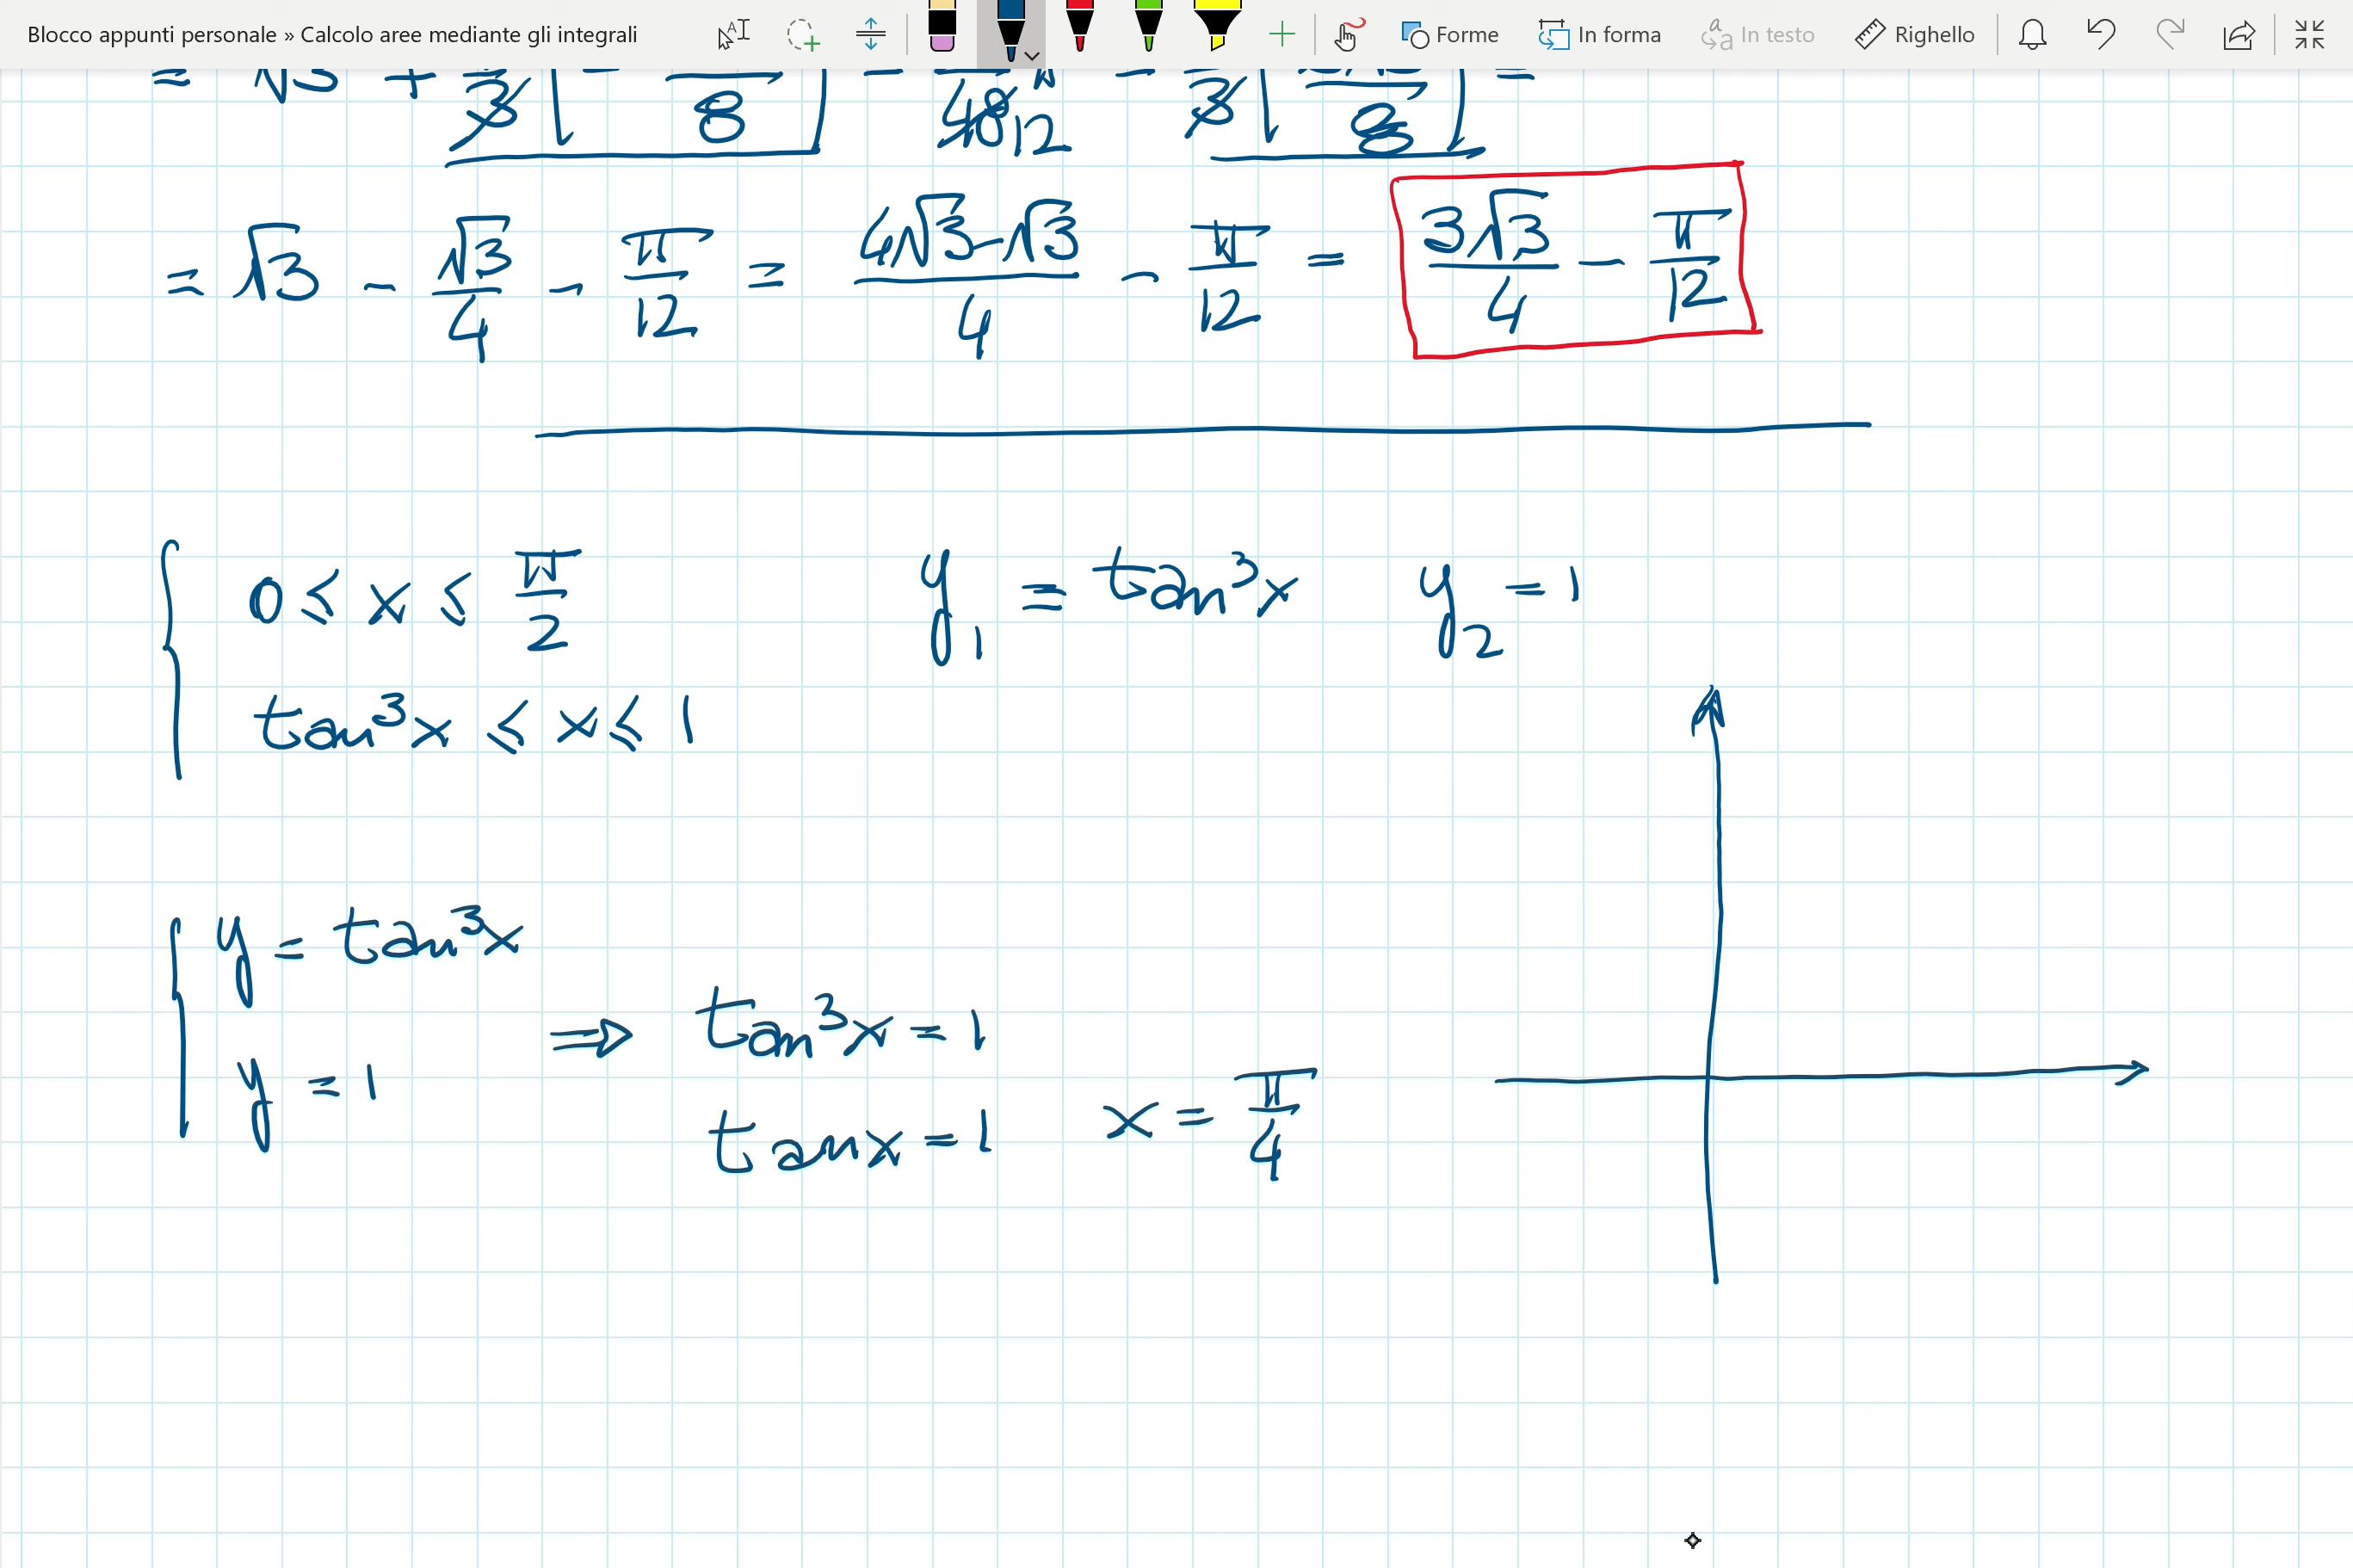 Blocco appunti personale » Calcolo aree mediante gli integrali Forme In forma In testo Righello
= √3 - √3/4 - π/12 = (4√3-√3)/4 - π/12 = 3√3/4 - π/12
0 ≤ x ≤ π/2 y₁ = tan³x y₂ = 1
tan³x ≤ x ≤ 1
y = tan³x
⇒ tan³x = 1
y = 1
tanx = 1 x = π/4